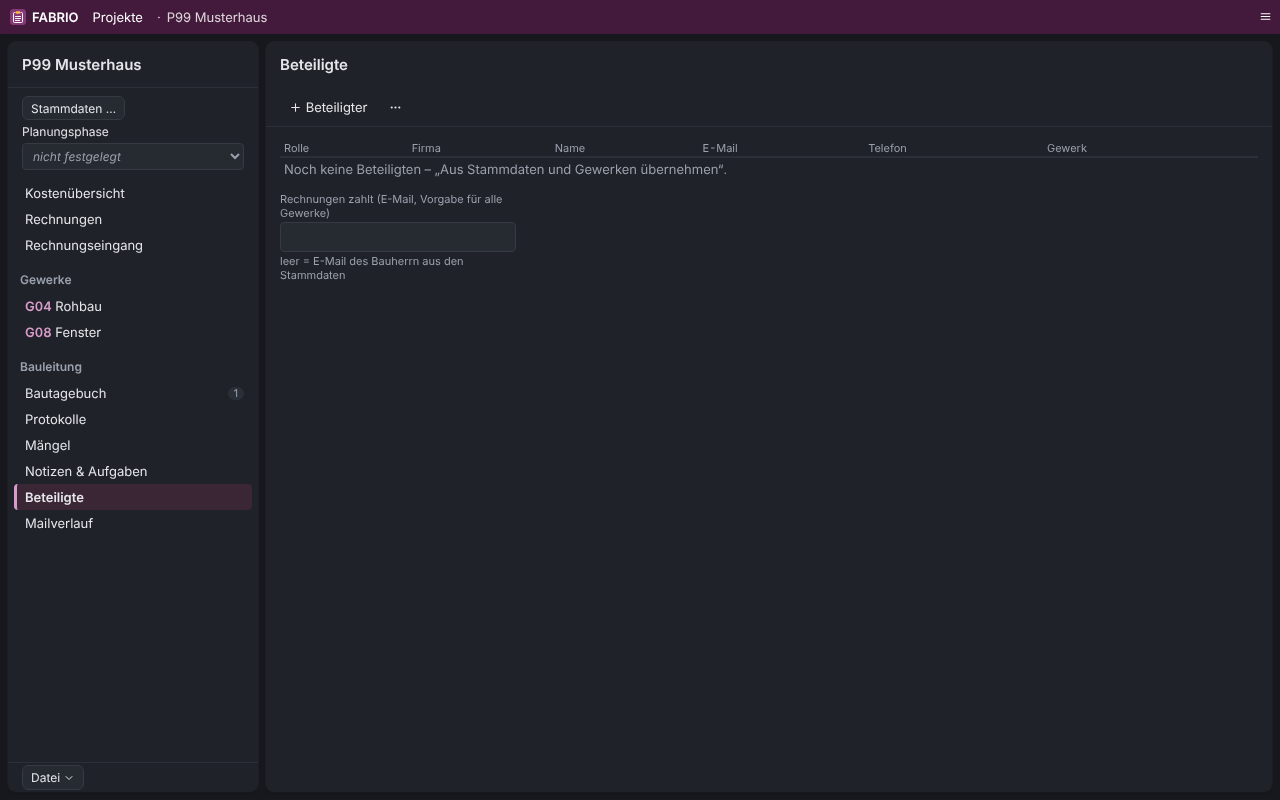 FABRIO Projekte · P99 Musterhaus
P99 Musterhaus
Stammdaten ...
Planungsphase
nicht festgelegt
Kostenübersicht
Rechnungen
Rechnungseingang
Gewerke
G04 Rohbau
G08 Fenster
Bauleitung
Bautagebuch 1
Protokolle
Mängel
Notizen & Aufgaben
Beteiligte
Mailverlauf
Datei
Beteiligte
+ Beteiligter ···
Rolle Firma Name E-Mail Telefon Gewerk
Noch keine Beteiligten – „Aus Stammdaten und Gewerken übernehmen“.
Rechnungen zahlt (E-Mail, Vorgabe für alle
Gewerke)
leer = E-Mail des Bauherrn aus den
Stammdaten